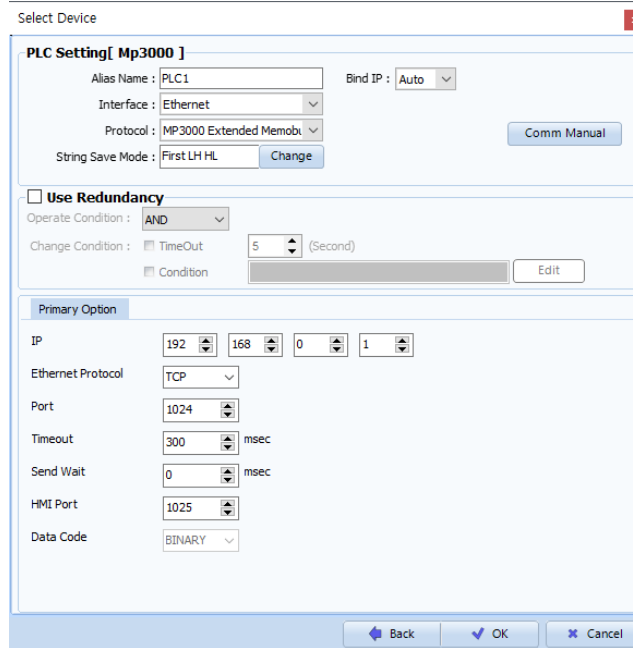 Select Device
PLC Setting[ Mp3000 ]
Alias Name : PLC1 Bind IP : Auto
Interface : Ethernet
Protocol : MP3000 Extended Comm Manual
String Save Mode : First LH HL Change
Use Redundancy
Operate Condition : AND
Change Condition : TimeOut 5 (Second)
Condition Edit
Primary Option
IP 192 168 0 1
Ethernet Protocol TCP
Port 1024
Timeout 300 msec
Send Wait 0 msec
HMI Port 1025
Data Code BINARY
Back OK Cancel